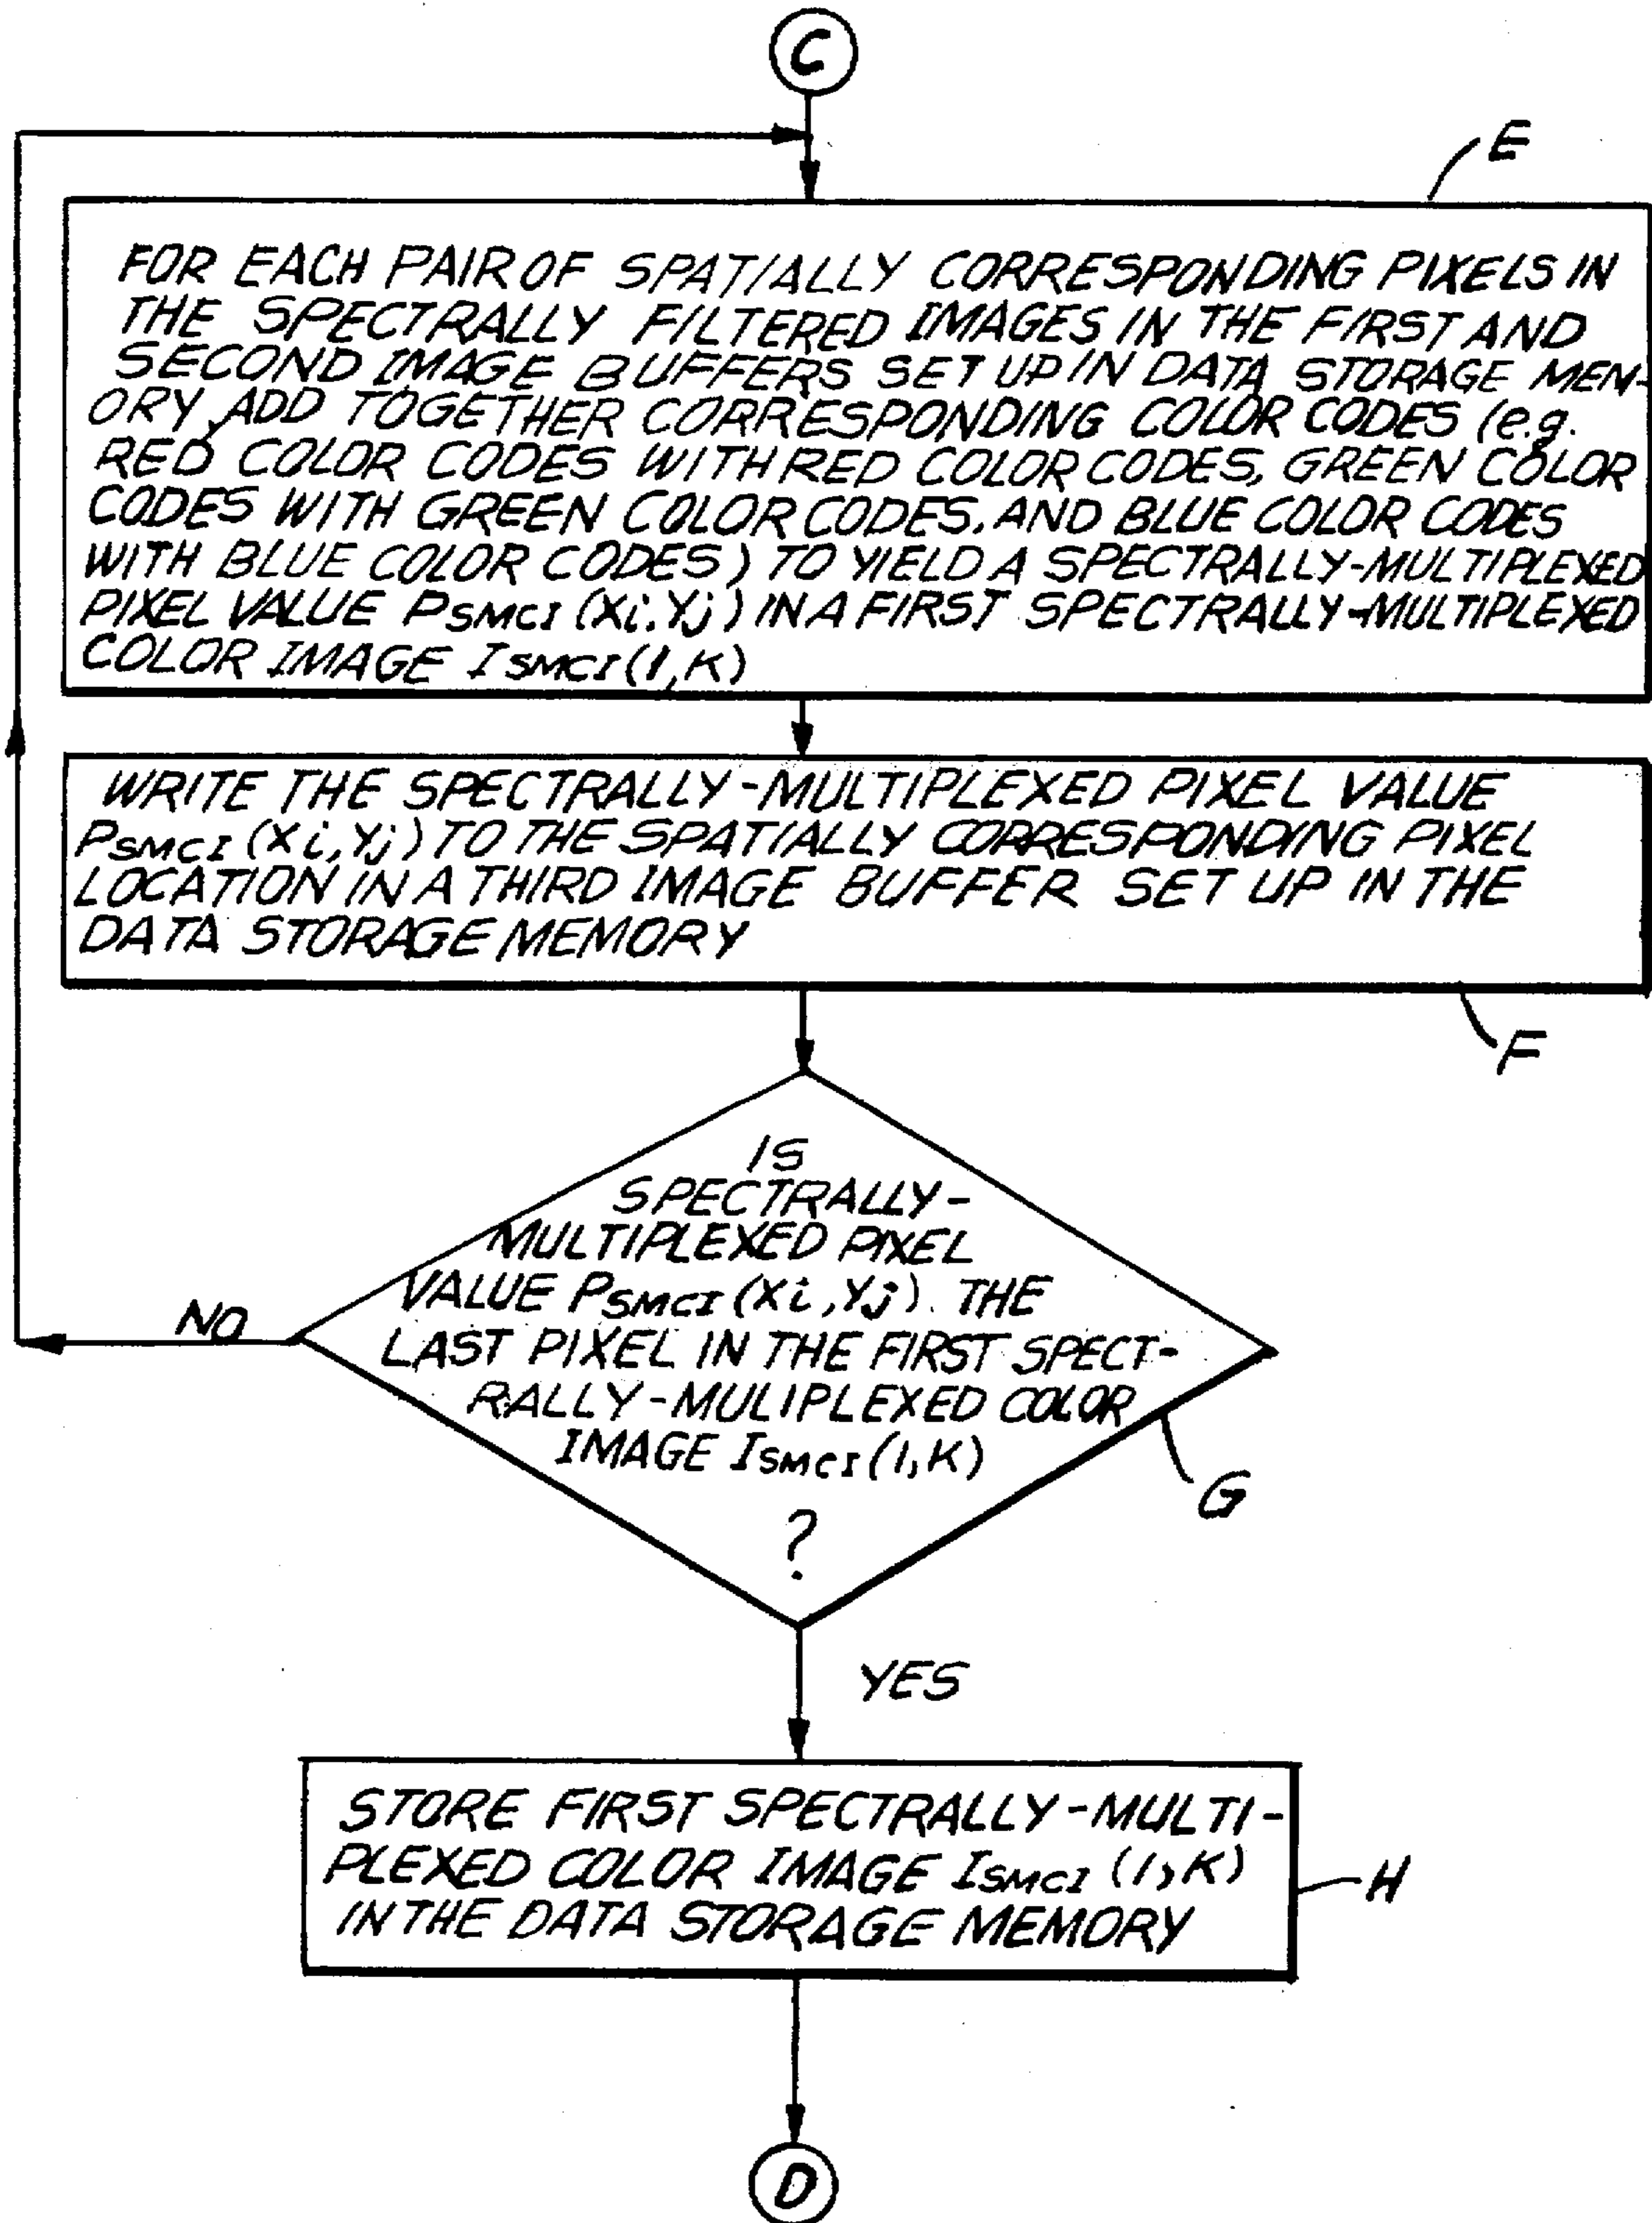 C
E
FOR EACH PAIR OF SPATIALLY CORRESPONDING PIXELS IN
THE SPECTRALLY FILTERED IMAGES IN THE FIRST AND
SECOND IMAGE BUFFERS SET UP IN DATA STORAGE MEM-
ORY, ADD TOGETHER CORRESPONDING COLOR CODES (e.g.
RED COLOR CODES WITH RED COLOR CODES, GREEN COLOR
CODES WITH GREEN COLOR CODES, AND BLUE COLOR CODES
WITH BLUE COLOR CODES) TO YIELD A SPECTRALLY-MULTIPLEXED
PIXEL VALUE PSMCI (Xi, Yj) IN A FIRST SPECTRALLY-MULTIPLEXED
COLOR IMAGE ISMCI (1,K)
WRITE THE SPECTRALLY-MULTIPLEXED PIXEL VALUE
PSMCI (Xi, Yj) TO THE SPATIALLY CORRESPONDING PIXEL
LOCATION IN A THIRD IMAGE BUFFER SET UP IN THE
DATA STORAGE MEMORY
F
IS
SPECTRALLY-
MULTIPLEXED PIXEL
VALUE PSMCI (Xi, Yj). THE
NO
LAST PIXEL IN THE FIRST SPECT-
RALLY-MULIPLEXED COLOR
IMAGE ISMCI (1,K)
G
?
YES
STORE FIRST SPECTRALLY-MULTI-
PLEXED COLOR IMAGE ISMCI (1,K)
H
IN THE DATA STORAGE MEMORY
D